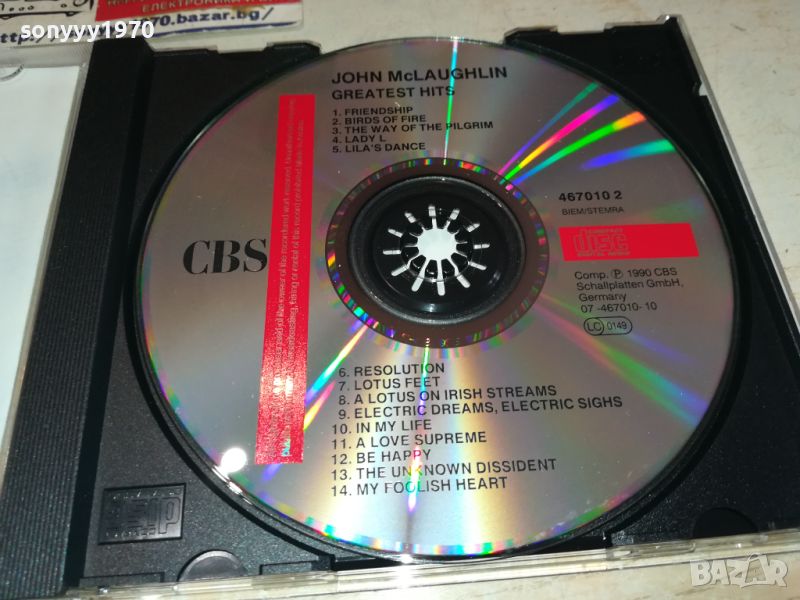 ЕЛЕКТРОНИКА
sonyyy1970
70.bazar.bg/
http://
JOHN McLAUGHLIN
GREATEST HITS
1. FRIENDSHIP
2. BIRDS OF FIRE
3. THE WAY OF THE PILGRIM
4. LADY L
5. LILA'S DANCE
467010 2
BIEM/STEMRA
CBS
COMPACT
disc
DIGITAL AUDIO
Comp. Ⓟ 1990 CBS
Schallplatten GmbH,
Germany
07-467010-10
LC 0149
6. RESOLUTION
7. LOTUS FEET
8. A LOTUS ON IRISH STREAMS
9. ELECTRIC DREAMS, ELECTRIC SIGHS
10. IN MY LIFE
11. A LOVE SUPREME
12. BE HAPPY
13. THE UNKNOWN DISSIDENT
14. MY FOOLISH HEART
BAZAR